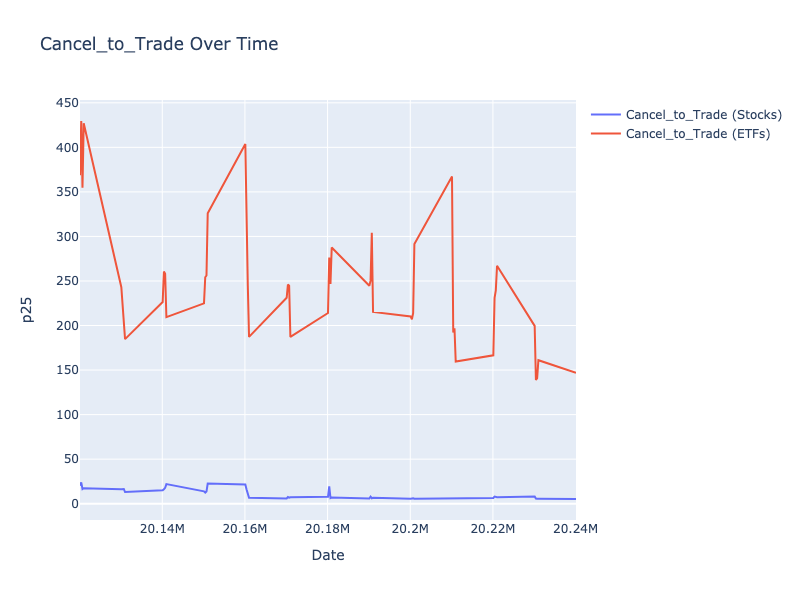 Cancel_to_Trade Over Time
Cancel_to_Trade (Stocks)
Cancel_to_Trade (ETFs)
p25
450
400
350
300
250
200
150
100
50
0
20.14M
20.16M
20.18M
20.2M
20.22M
20.24M
Date